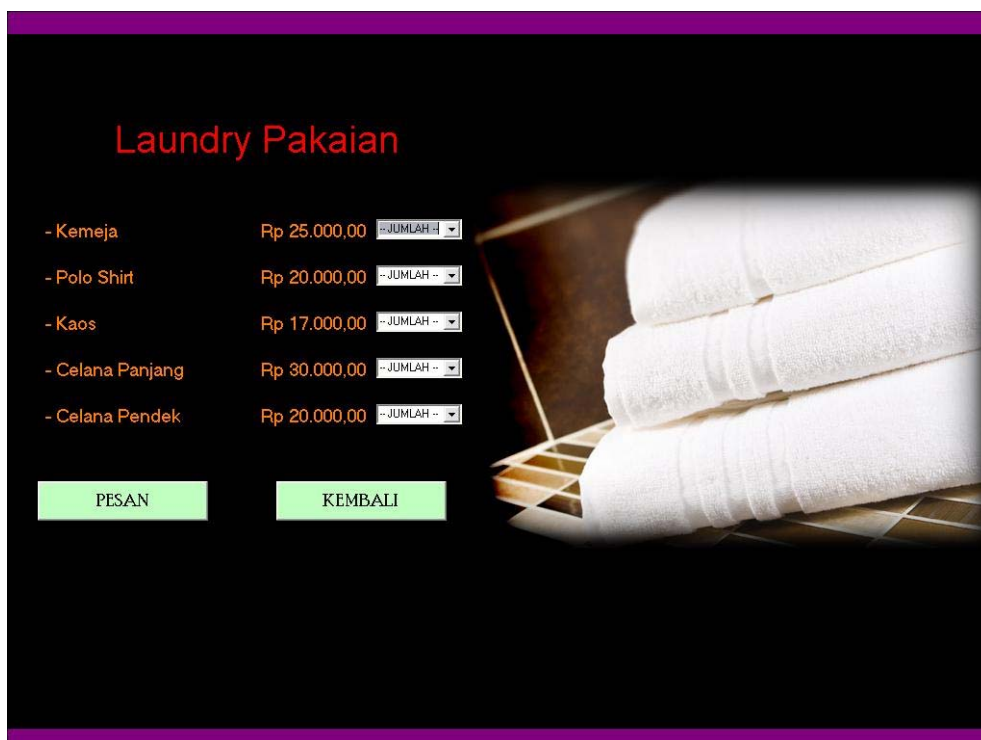 Laundry Pakaian
- Kemeja Rp 25.000,00 -- JUMLAH --
- Polo Shirt Rp 20.000,00 -- JUMLAH --
- Kaos Rp 17.000,00 -- JUMLAH --
- Celana Panjang Rp 30.000,00 -- JUMLAH --
- Celana Pendek Rp 20.000,00 -- JUMLAH --
PESAN KEMBALI